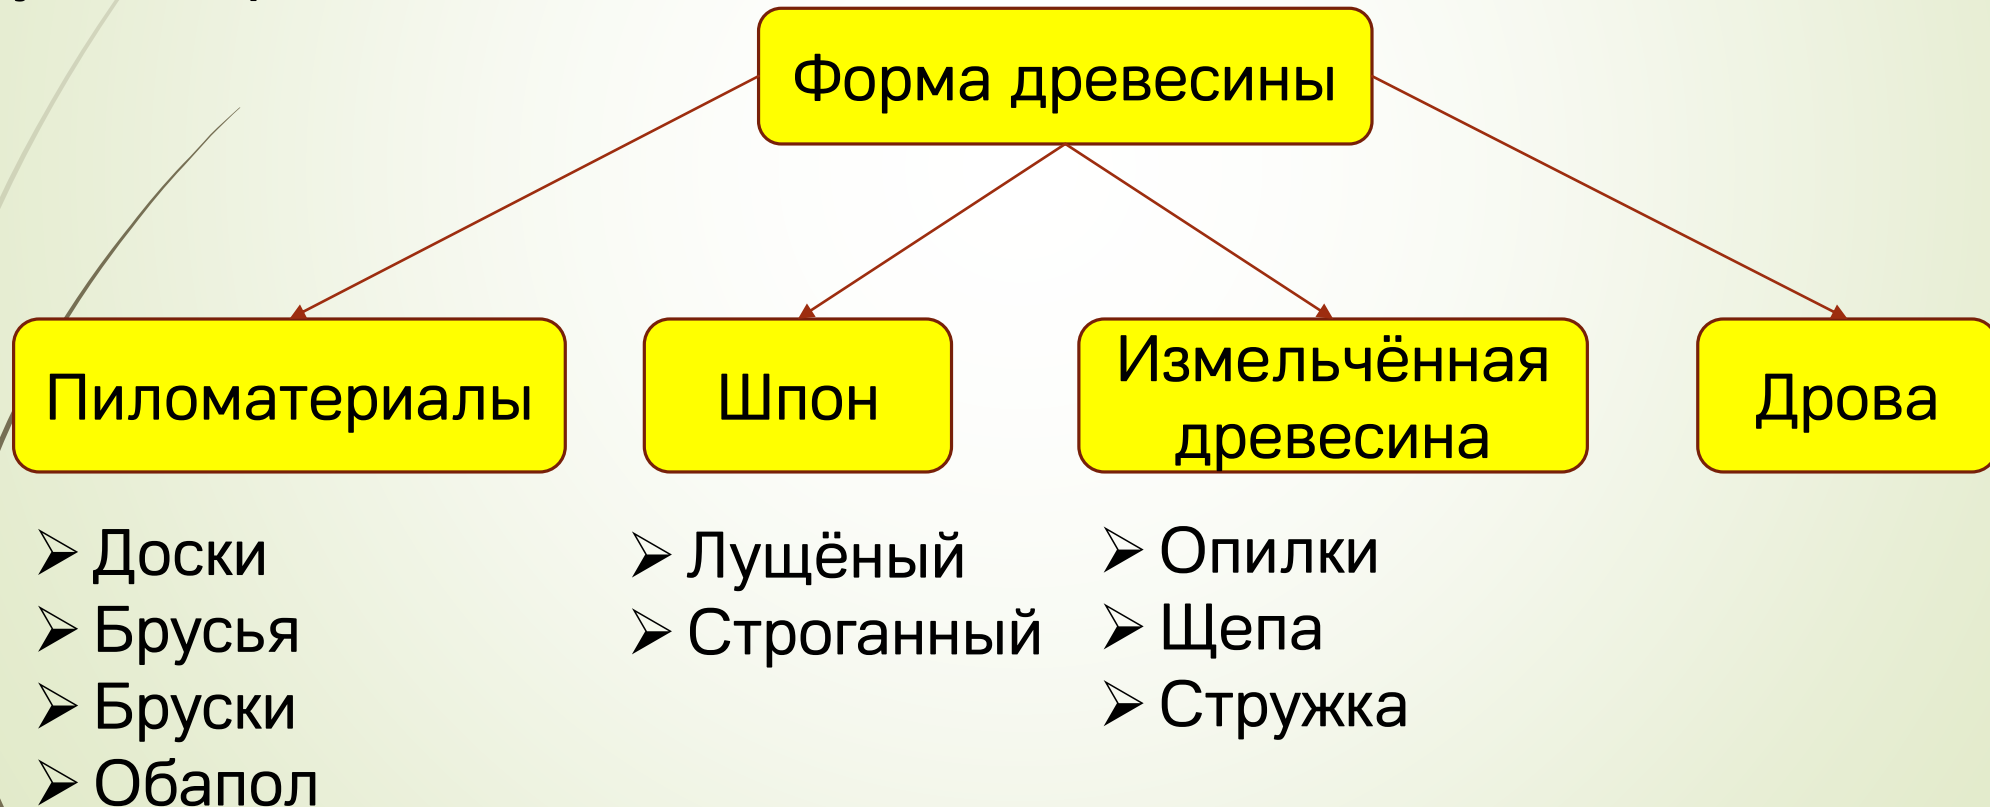 Форма древесины
Пиломатериалы
Шпон
Измельчённая
древесина
Дрова
Доски
Брусья
Бруски
Обапол
Лущёный
Строганный
Опилки
Щепа
Стружка